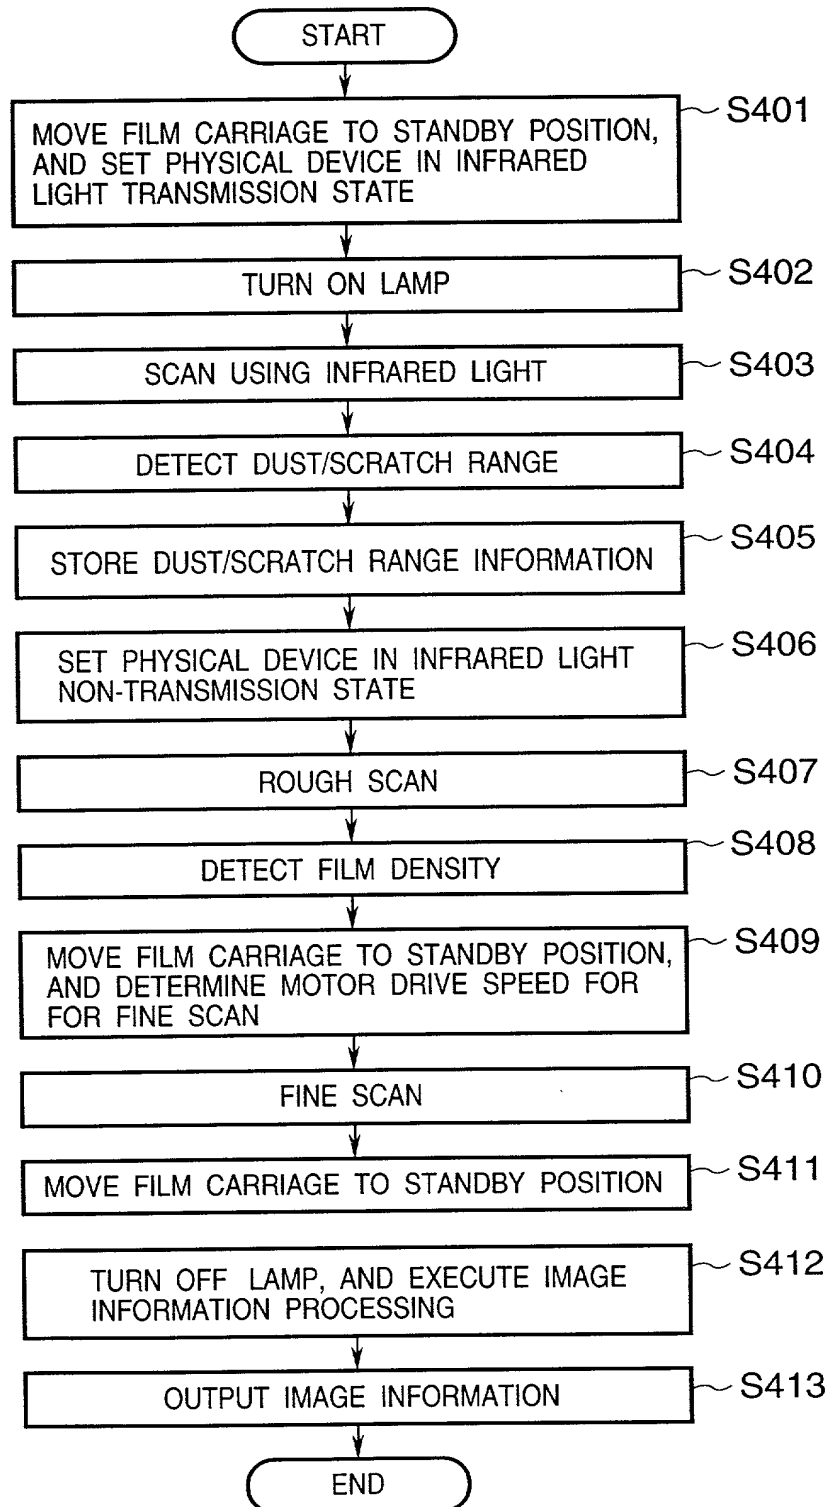 START
S401
MOVE FILM CARRIAGE TO STANDBY POSITION,
AND SET PHYSICAL DEVICE IN INFRARED
LIGHT TRANSMISSION STATE
S402
TURN ON LAMP
S403
SCAN USING INFRARED LIGHT
S404
DETECT DUST/SCRATCH RANGE
S405
STORE DUST/SCRATCH RANGE INFORMATION
S406
SET PHYSICAL DEVICE IN INFRARED LIGHT
NON-TRANSMISSION STATE
S407
ROUGH SCAN
S408
DETECT FILM DENSITY
S409
MOVE FILM CARRIAGE TO STANDBY POSITION,
AND DETERMINE MOTOR DRIVE SPEED FOR
FOR FINE SCAN
S410
FINE SCAN
S411
MOVE FILM CARRIAGE TO STANDBY POSITION
S412
TURN OFF LAMP, AND EXECUTE IMAGE
INFORMATION PROCESSING
S413
OUTPUT IMAGE INFORMATION
END